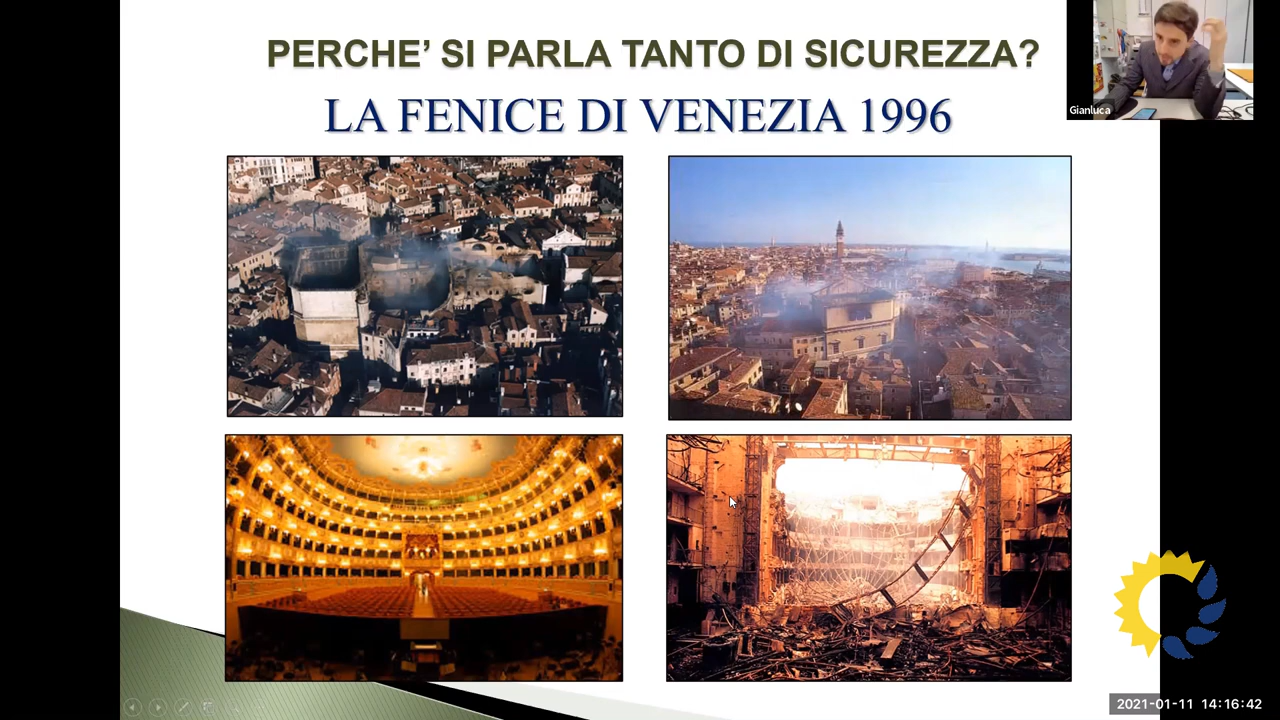 PERCHE’ SI PARLA TANTO DI SICUREZZA?
LA FENICE DI VENEZIA 1996
Gianluca
2021-01-11 14:16:42